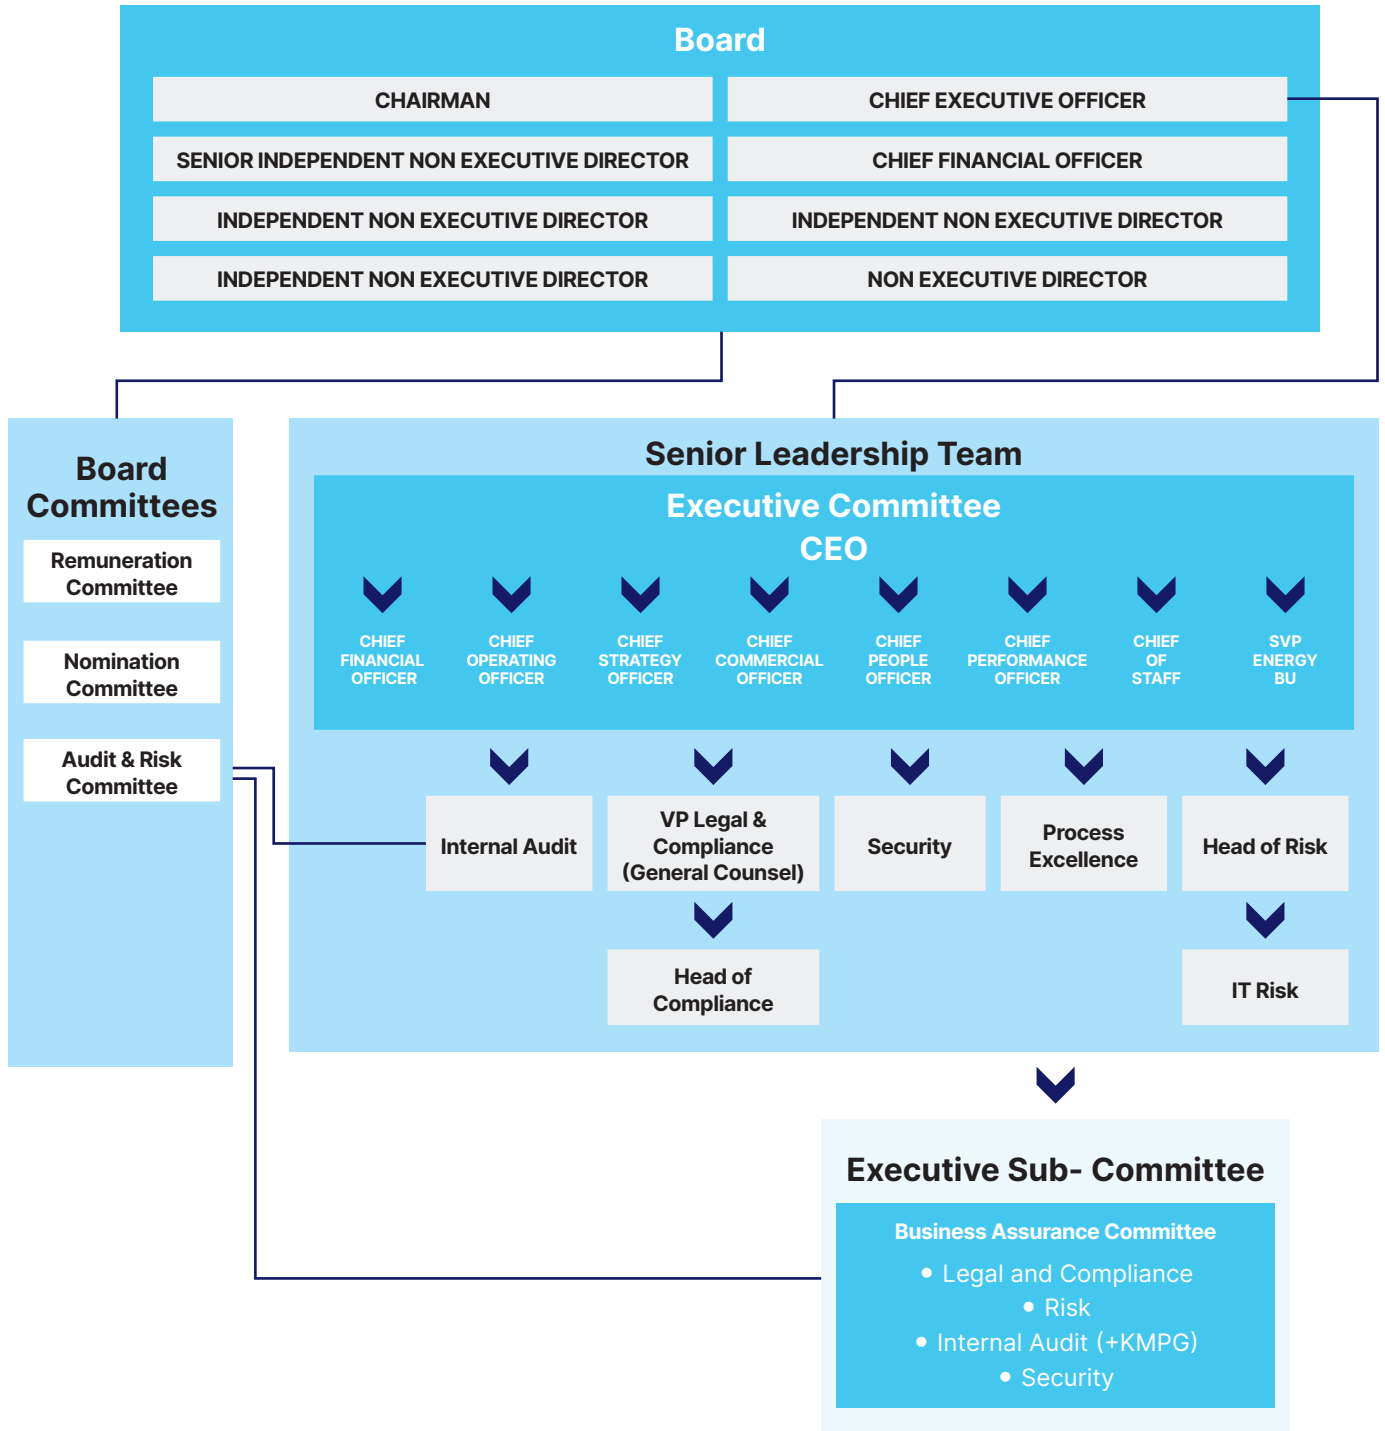 Board
CHAIRMAN
CHIEF EXECUTIVE OFFICER
SENIOR INDEPENDENT NON EXECUTIVE DIRECTOR
CHIEF FINANCIAL OFFICER
INDEPENDENT NON EXECUTIVE DIRECTOR
INDEPENDENT NON EXECUTIVE DIRECTOR
INDEPENDENT NON EXECUTIVE DIRECTOR
NON EXECUTIVE DIRECTOR
Board
Committees
Remuneration
Committee
Nomination
Committee
Audit & Risk
Committee
Senior Leadership Team
Executive Committee
CEO
CHIEF
FINANCIAL
OFFICER
CHIEF
OPERATING
OFFICER
CHIEF
STRATEGY
OFFICER
CHIEF
COMMERCIAL
OFFICER
CHIEF
PEOPLE
OFFICER
CHIEF
PERFORMANCE
OFFICER
CHIEF
OF
STAFF
SVP
ENERGY
BU
Internal Audit
VP Legal &
Compliance
(General Counsel)
Security
Process
Excellence
Head of Risk
Head of
Compliance
IT Risk
Executive Sub- Committee
Business Assurance Committee
• Legal and Compliance
• Risk
• Internal Audit (+KMPG)
• Security